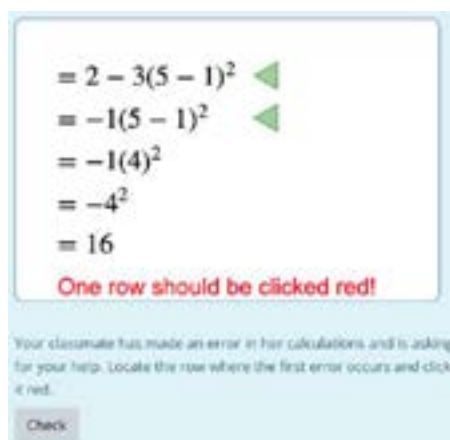 = 2 − 3(5 − 1)²
= −1(5 − 1)²
= −1(4)²
= −4²
= 16
One row should be clicked red!
Your classmate has made an error in her calculations and is asking
for your help. Locate the row where the first error occurs and click
it red.
Check